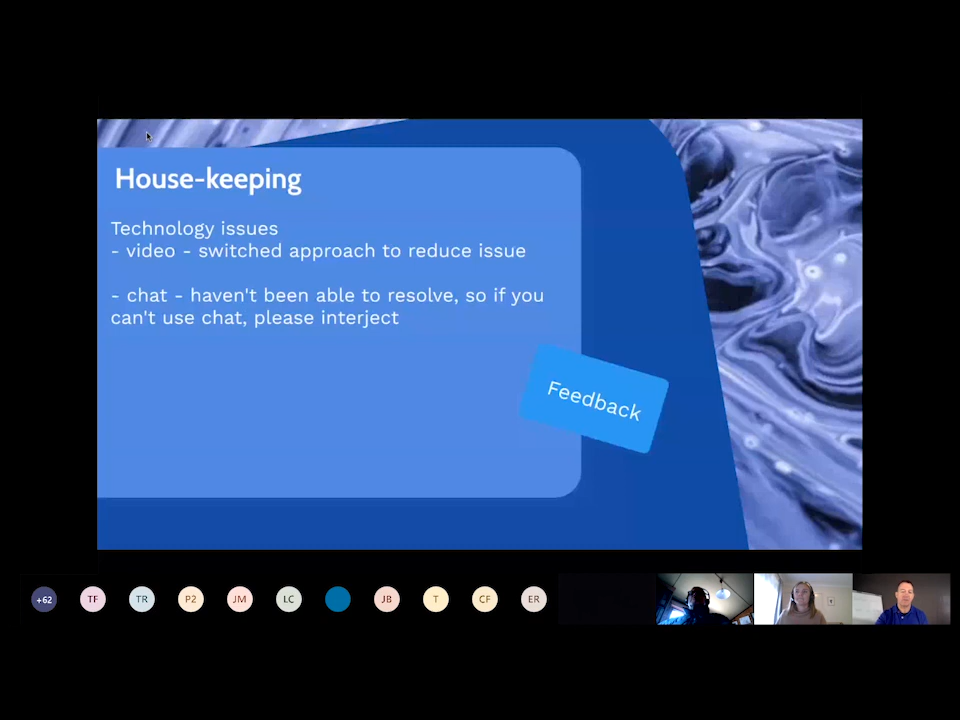 House-keeping
Technology issues
- video - switched approach to reduce issue
- chat - haven't been able to resolve, so if you
can't use chat, please interject
Feedback
+62
TF
TR
P2
JM
LC
JB
T
CF
ER